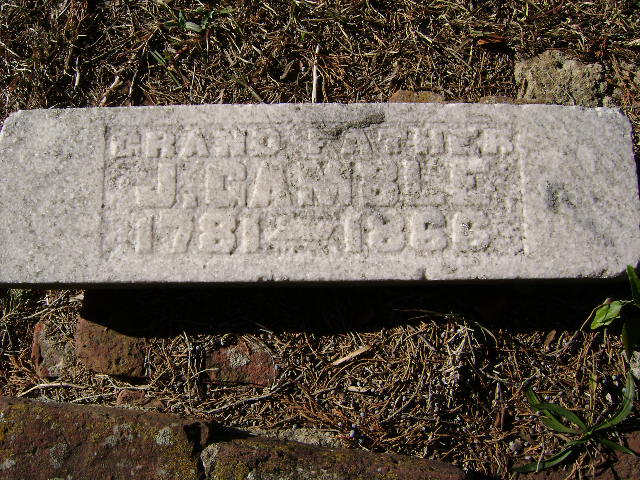 GRAND FATHER
J. GAMBLE
1781 – 1866